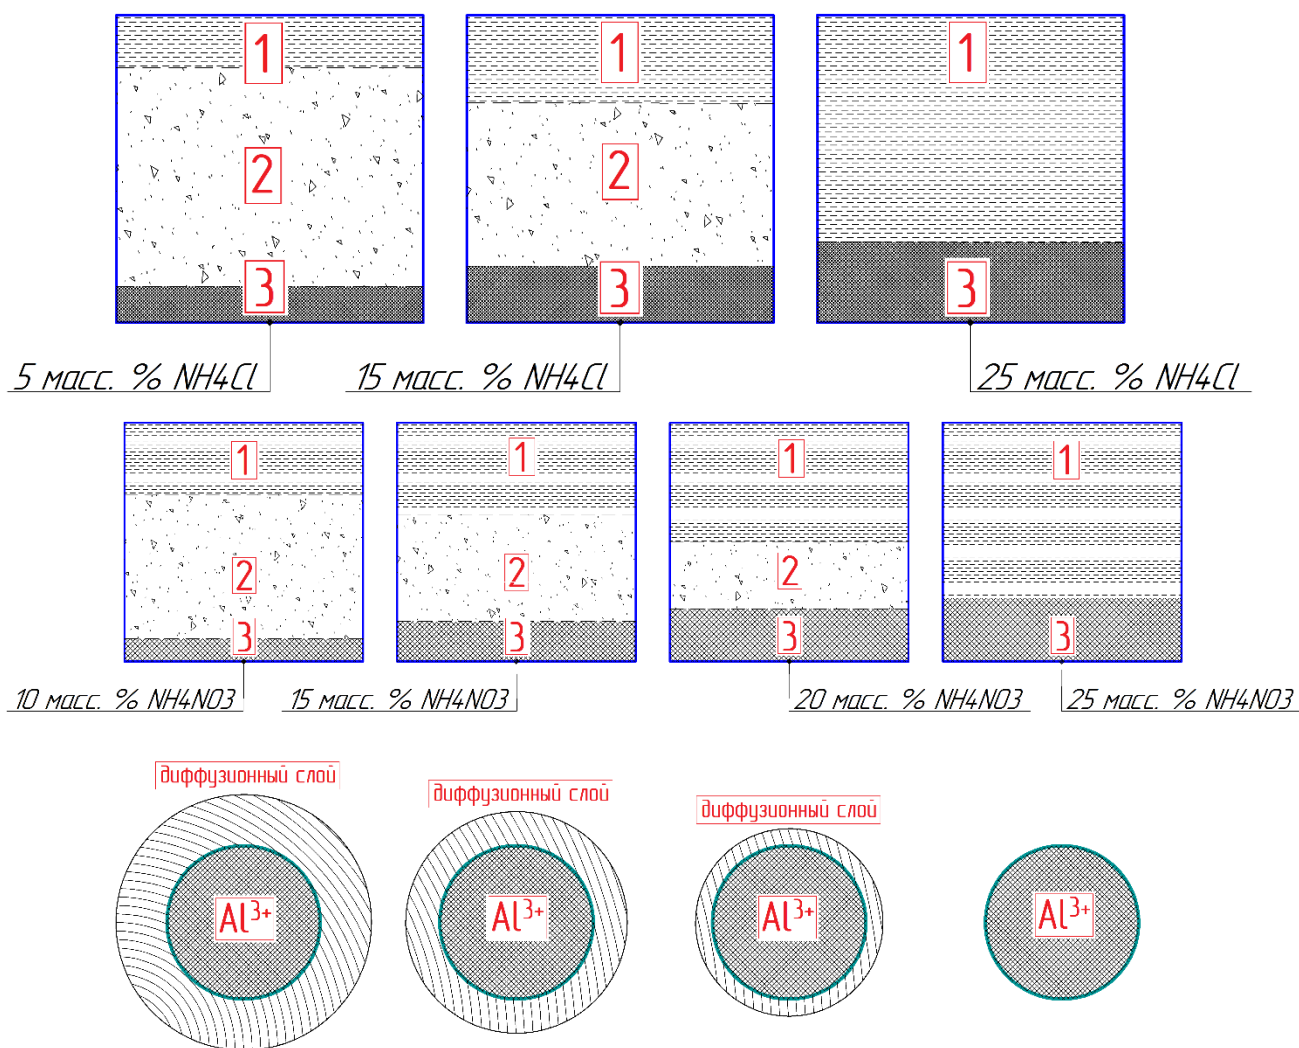 1 1 1
2 2
3 3 3
5 масс. % NH4Cl 15 масс. % NH4Cl 25 масс. % NH4Cl
1 1 1 1
2 2 2
3 3 3 3
10 масс. % NH4NO3 15 масс. % NH4NO3 20 масс. % NH4NO3 25 масс. % NH4NO3
диффузионный слой диффузионный слой диффузионный слой
Al³⁺ Al³⁺ Al³⁺ Al³⁺